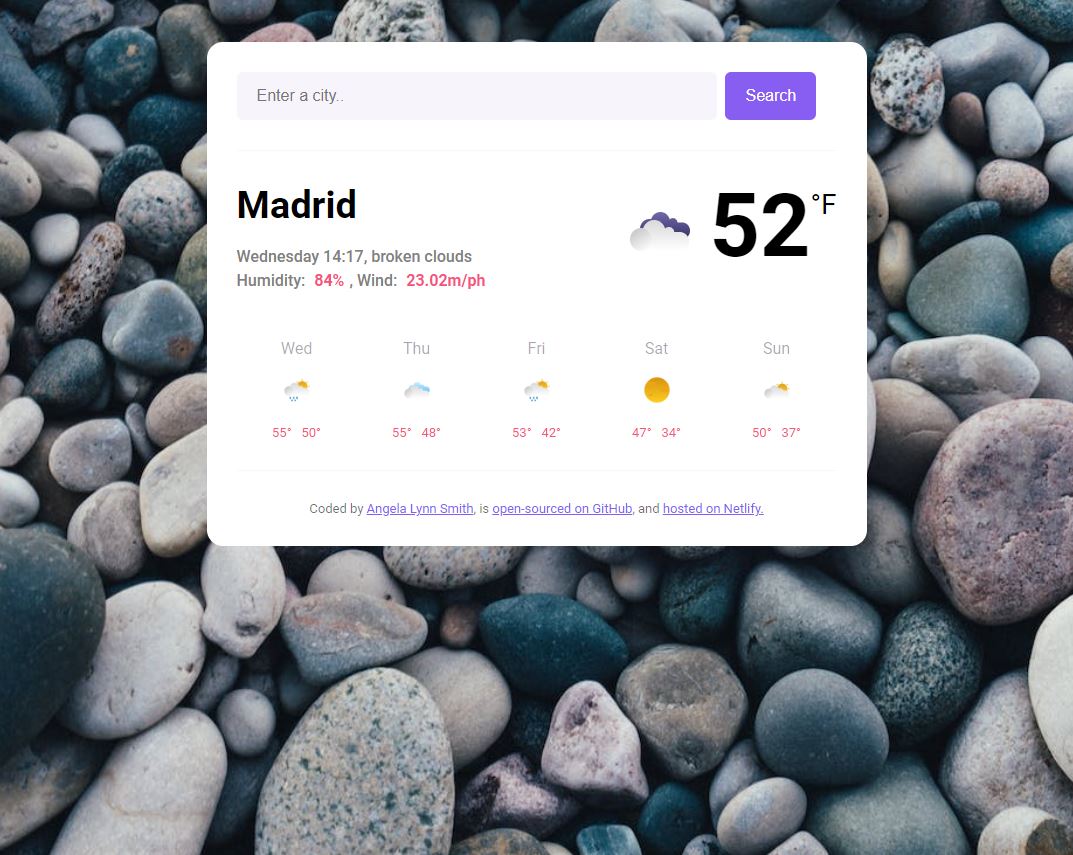 Enter a city..
Search
Madrid
52 °F
Wednesday 14:17, broken clouds
Humidity: 84% , Wind: 23.02m/ph
Wed Thu Fri Sat Sun
55° 50° 55° 48° 53° 42° 47° 34° 50° 37°
Coded by Angela Lynn Smith, is open-sourced on GitHub, and hosted on Netlify.